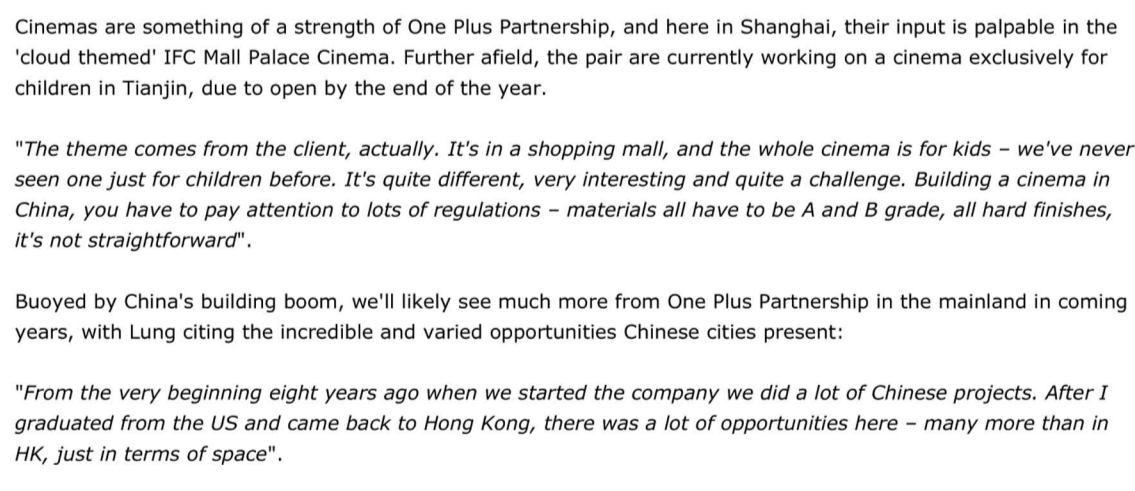 Cinemas are something of a strength of One Plus Partnership, and here in Shanghai, their input is palpable in the
'cloud themed' IFC Mall Palace Cinema. Further afield, the pair are currently working on a cinema exclusively for
children in Tianjin, due to open by the end of the year.
"The theme comes from the client, actually. It's in a shopping mall, and the whole cinema is for kids – we've never
seen one just for children before. It's quite different, very interesting and quite a challenge. Building a cinema in
China, you have to pay attention to lots of regulations – materials all have to be A and B grade, all hard finishes,
it's not straightforward".
Buoyed by China's building boom, we'll likely see much more from One Plus Partnership in the mainland in coming
years, with Lung citing the incredible and varied opportunities Chinese cities present:
"From the very beginning eight years ago when we started the company we did a lot of Chinese projects. After I
graduated from the US and came back to Hong Kong, there was a lot of opportunities here – many more than in
HK, just in terms of space".